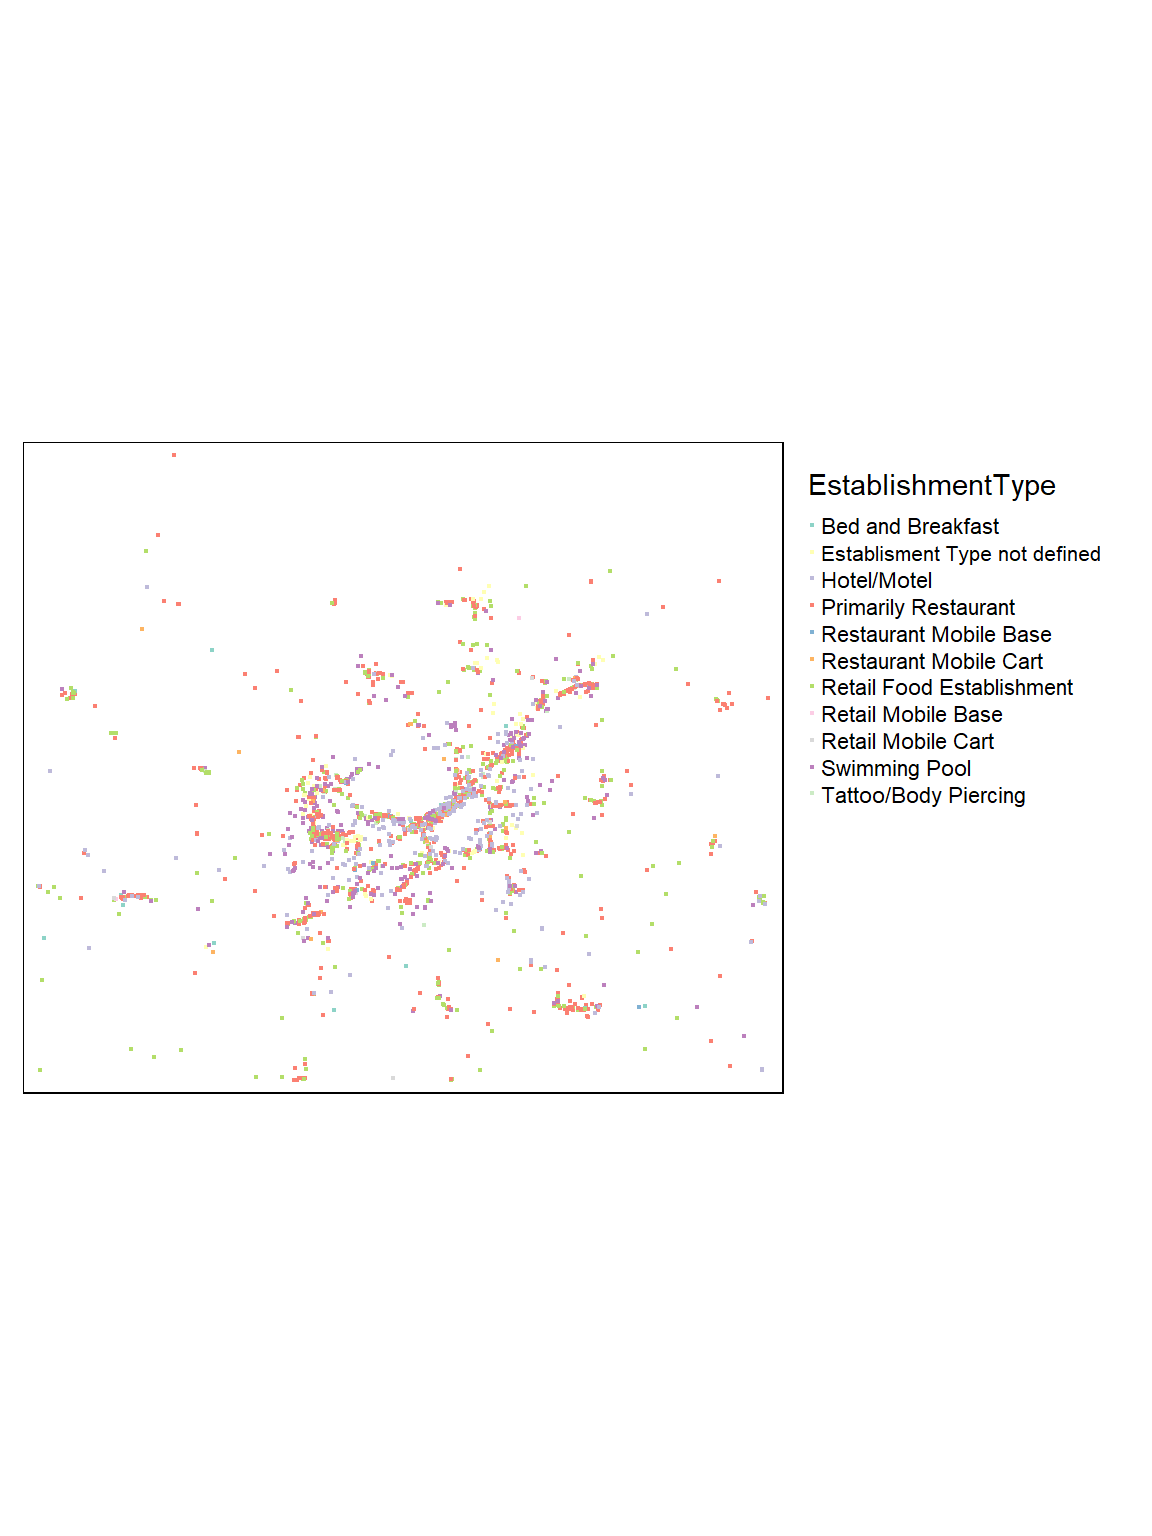 EstablishmentType
Bed and Breakfast
Establisment Type not defined
Hotel/Motel
Primarily Restaurant
Restaurant Mobile Base
Restaurant Mobile Cart
Retail Food Establishment
Retail Mobile Base
Retail Mobile Cart
Swimming Pool
Tattoo/Body Piercing